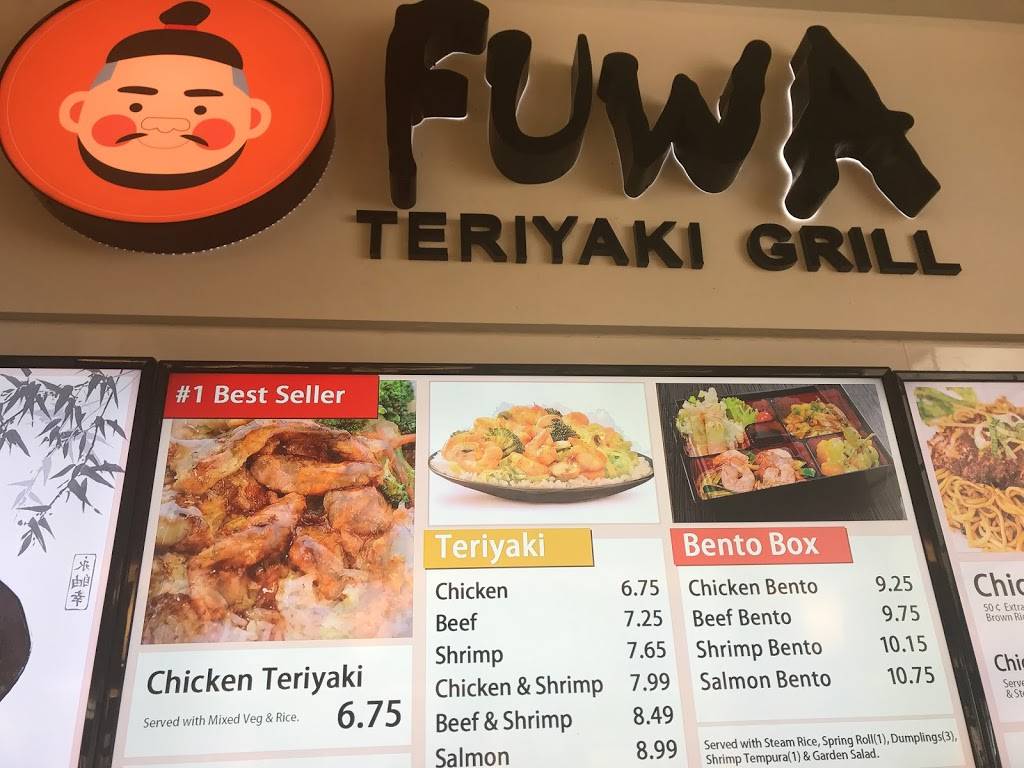 FUWA
TERIYAKI GRILL
#1 Best Seller
Chicken Teriyaki
Served with Mixed Veg & Rice. 6.75
Teriyaki
Chicken 6.75
Beef 7.25
Shrimp 7.65
Chicken & Shrimp 7.99
Beef & Shrimp 8.49
Salmon 8.99
Bento Box
Chicken Bento 9.25
Beef Bento 9.75
Shrimp Bento 10.15
Salmon Bento 10.75
Served with Steam Rice, Spring Roll(1), Dumplings(3),
Shrimp Tempura(1) & Garden Salad.
50¢ Extra
Brown
&